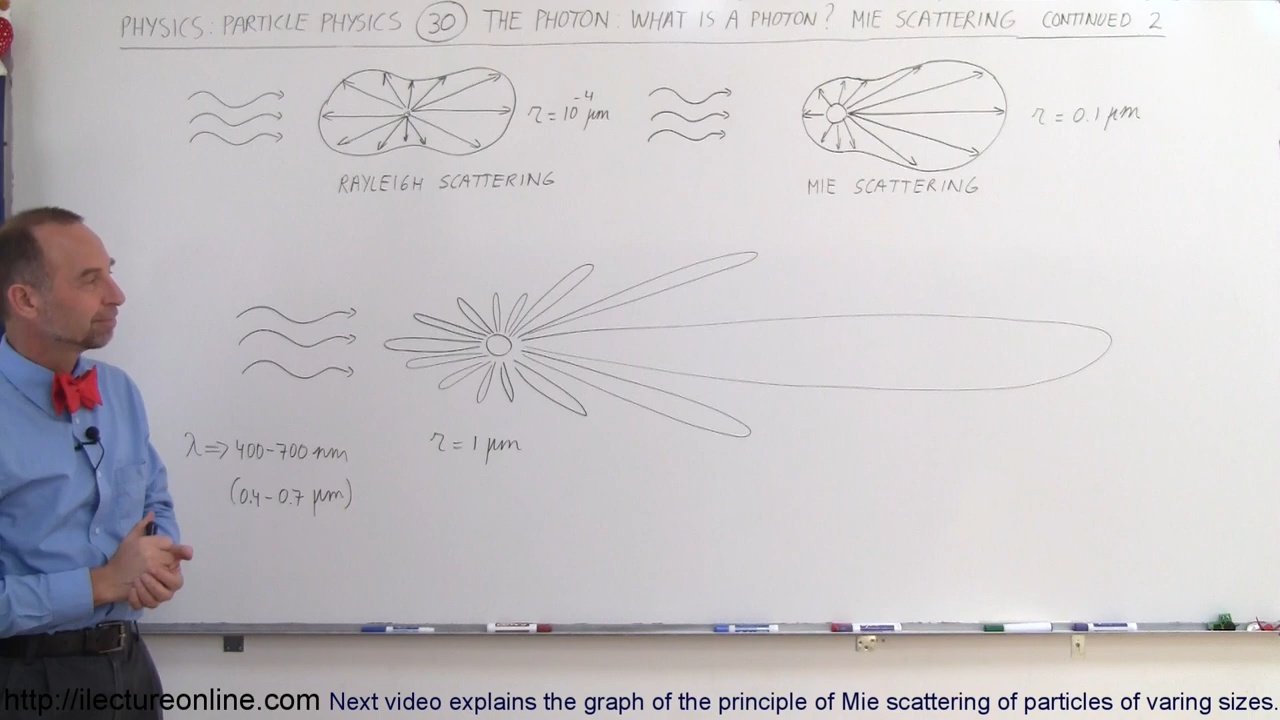 PHYSICS: PARTICLE PHYSICS 30 THE PHOTON: WHAT IS A PHOTON? MIE SCATTERING CONTINUED 2
r = 10⁻⁴ μm
r = 0.1 μm
RAYLEIGH SCATTERING
MIE SCATTERING
λ ⇒ 400-700 nm
(0.4 - 0.7 μm)
r = 1 μm
http://ilectureonline.com Next video explains the graph of the principle of Mie scattering of particles of varing sizes.